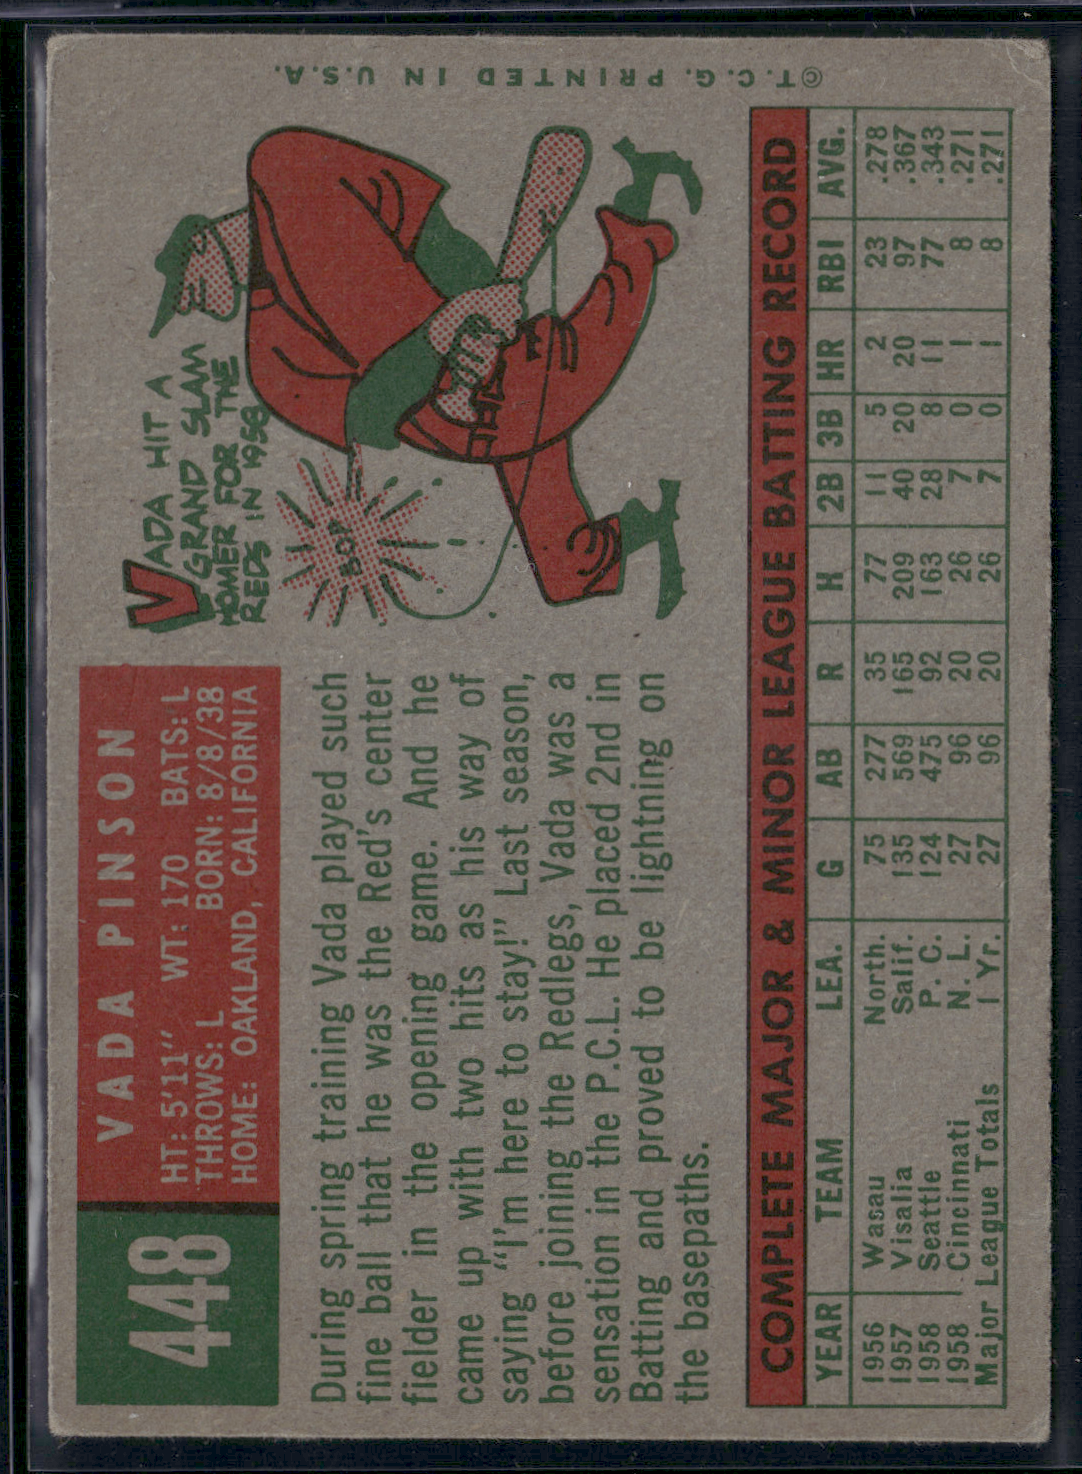 448
VADA PINSON
HT: 5'11" WT: 170 BATS: L
THROWS: L BORN: 8/8/38
HOME: OAKLAND, CALIFORNIA
VADA HIT A
GRAND SLAM
HOMER FOR THE
REDS IN 1958
BOP
During spring training Vada played such
fine ball that he was the Red's center
fielder in the opening game. And he
came up with two hits as his way of
saying "I'm here to stay!" Last season,
before joining the Redlegs, Vada was a
sensation in the P.C.L. He placed 2nd in
Batting and proved to be lightning on
the basepaths.
COMPLETE MAJOR & MINOR LEAGUE BATTING RECORD
YEAR TEAM LEA. G AB R H 2B 3B HR RBI AVG.
1956 Wasau North. 75 277 35 77 11 5 2 23 .278
1957 Visalia Salif. 135 569 165 209 40 20 20 97 .367
1958 Seattle P. C. 124 475 92 163 28 8 11 77 .343
1958 Cincinnati N. L. 27 96 20 26 7 0 1 8 .271
Major League Totals 1 Yr. 27 96 20 26 7 0 1 8 .271
© T.C.G. PRINTED IN U.S.A.